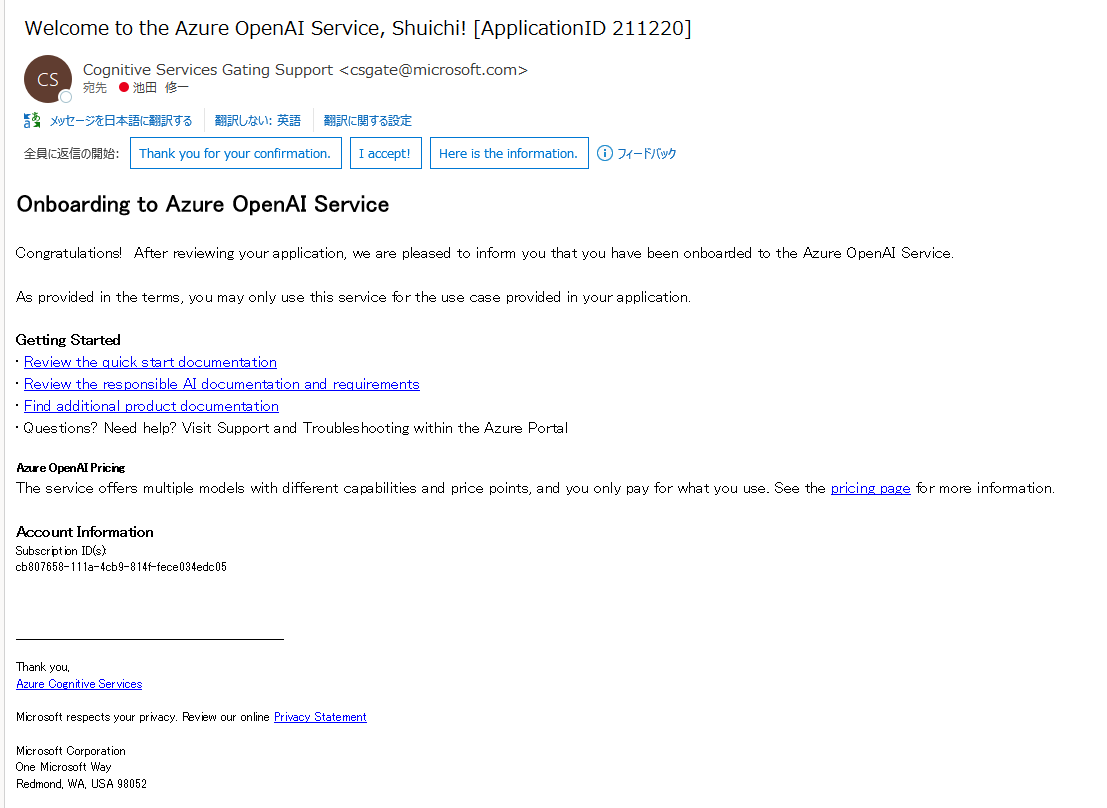 Welcome to the Azure OpenAI Service, Shuichi! [ApplicationID 211220]
CS
Cognitive Services Gating Support <csgate@microsoft.com>
宛先 池田 修一
メッセージを日本語に翻訳する 翻訳しない: 英語 翻訳に関する設定
全員に返信の開始: Thank you for your confirmation. I accept! Here is the information. フィードバック
Onboarding to Azure OpenAI Service
Congratulations! After reviewing your application, we are pleased to inform you that you have been onboarded to the Azure OpenAI Service.
As provided in the terms, you may only use this service for the use case provided in your application.
Getting Started
· Review the quick start documentation
· Review the responsible AI documentation and requirements
· Find additional product documentation
· Questions? Need help? Visit Support and Troubleshooting within the Azure Portal
Azure OpenAI Pricing
The service offers multiple models with different capabilities and price points, and you only pay for what you use. See the pricing page for more information.
Account Information
Subscription ID(s):
cb807658-111a-4cb9-814f-fece034edc05
Thank you,
Azure Cognitive Services
Microsoft respects your privacy. Review our online Privacy Statement
Microsoft Corporation
One Microsoft Way
Redmond, WA, USA 98052